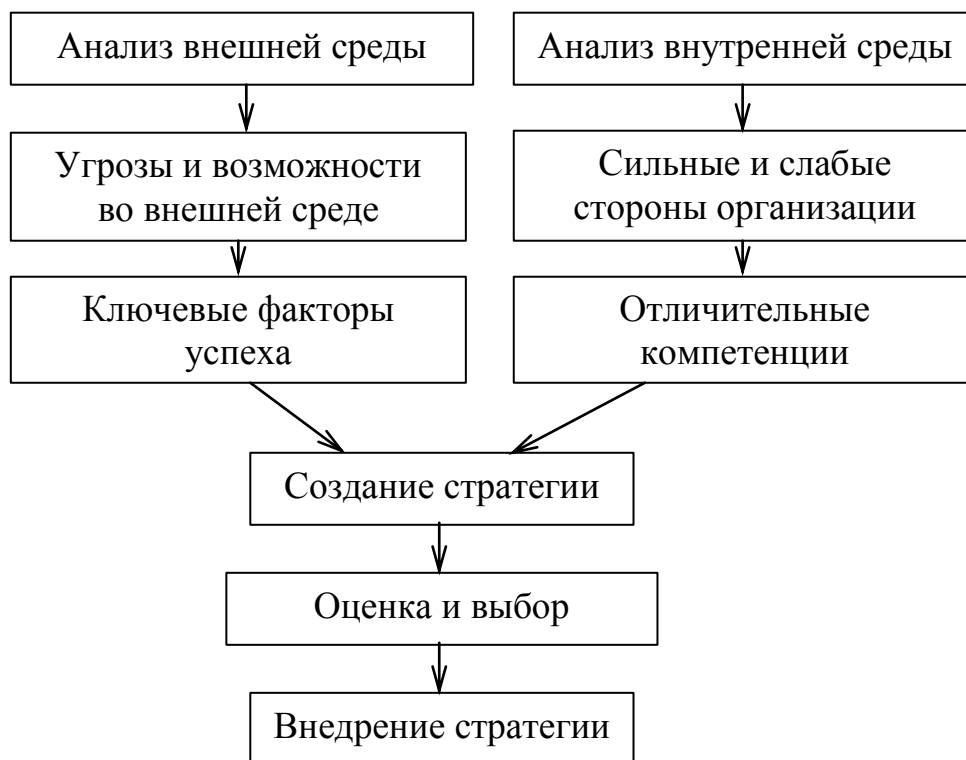 Анализ внешней среды
Анализ внутренней среды
Угрозы и возможности
во внешней среде
Сильные и слабые
стороны организации
Ключевые факторы
успеха
Отличительные
компетенции
Создание стратегии
Оценка и выбор
Внедрение стратегии